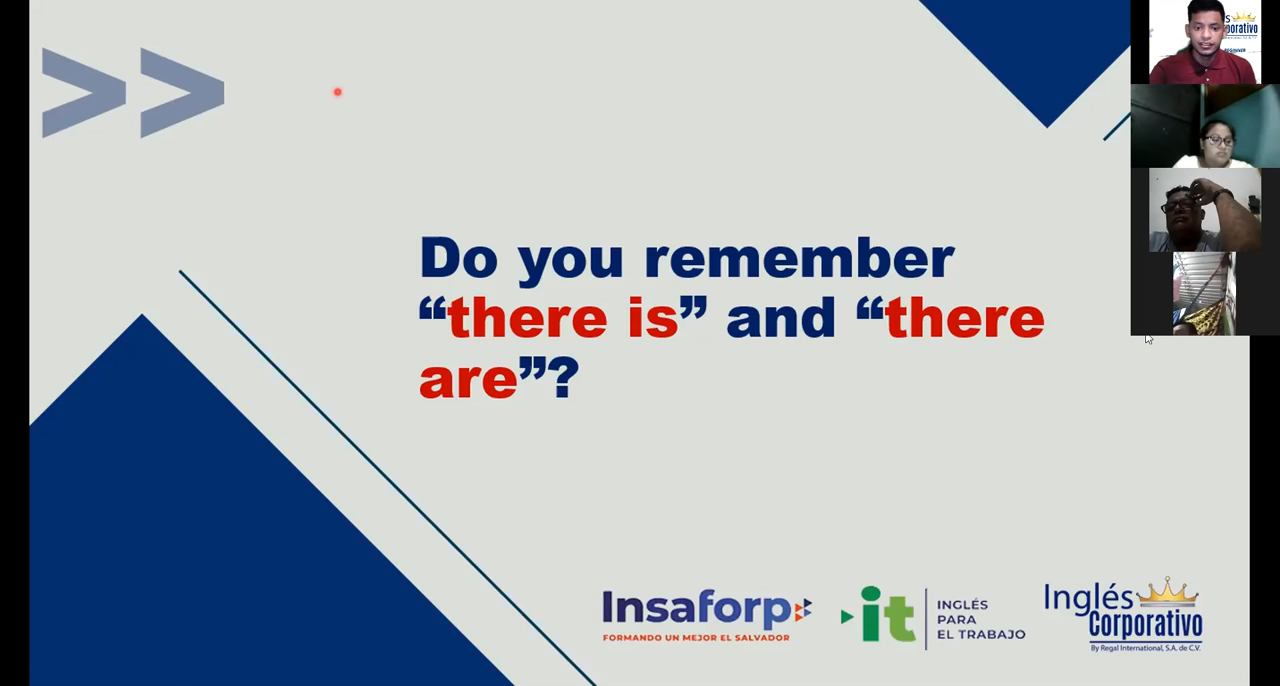 >>
Do you remember
“there is” and “there
are”?
Insaforp
FORMANDO UN MEJOR EL SALVADOR
it
INGLÉS
PARA
EL TRABAJO
Inglés
Corporativo
By Regal International, S.A. de C.V.